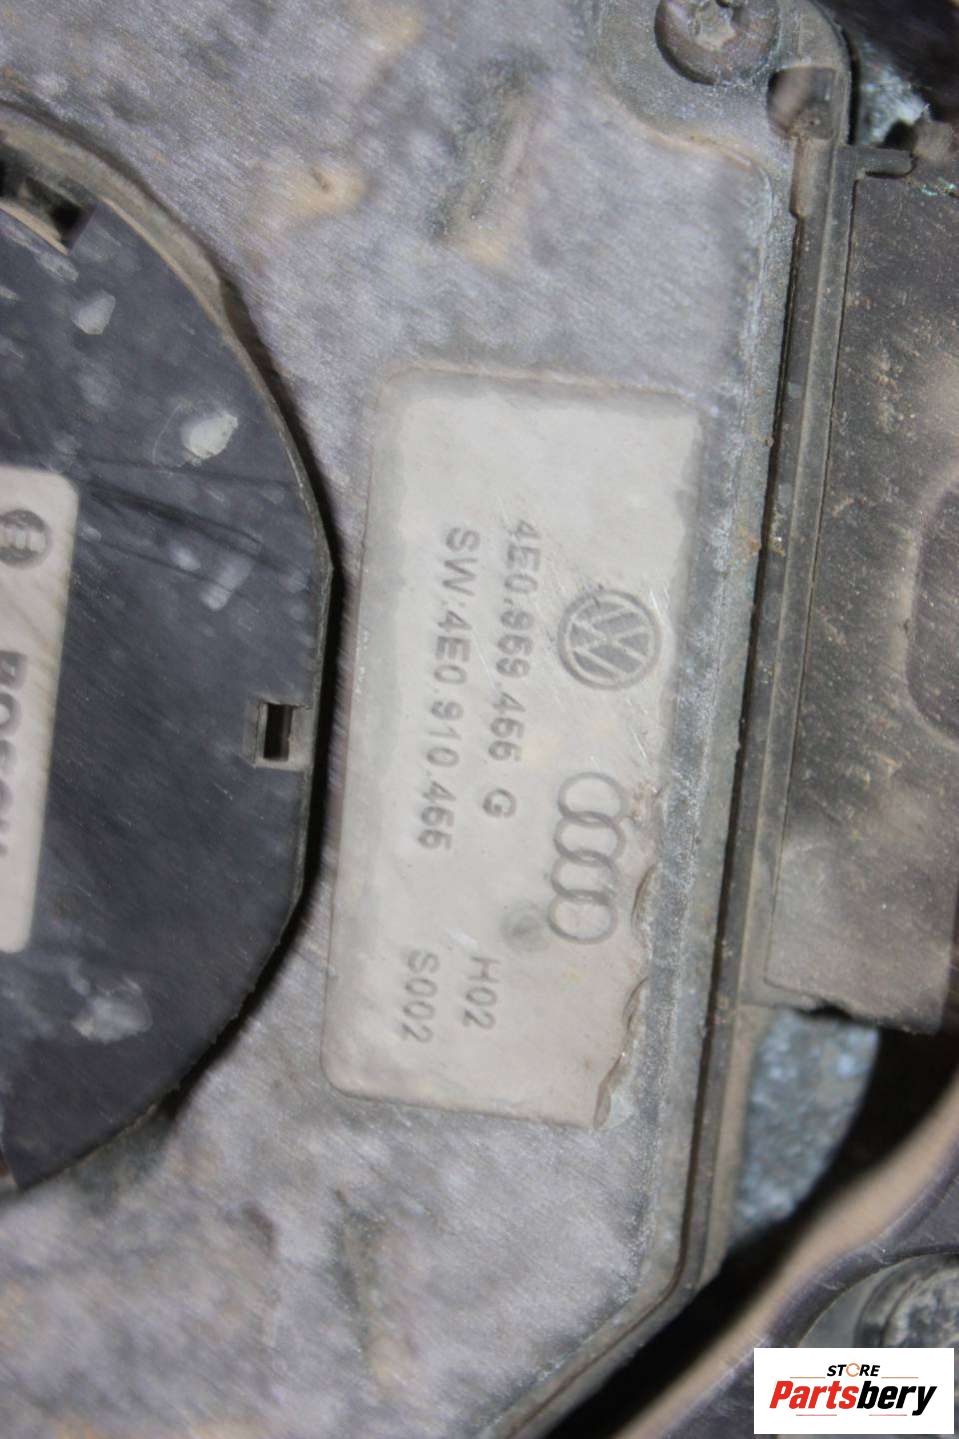 4E0.959.455 G
SW:4E0.910.455
H02
S002
BOSCH
STORE
Partsbery